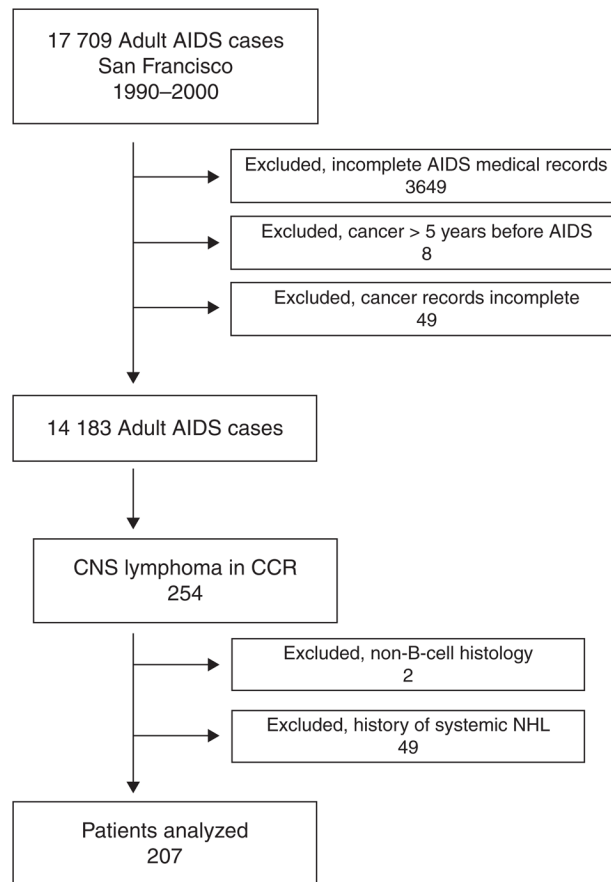 17 709 Adult AIDS cases
San Francisco
1990–2000
Excluded, incomplete AIDS medical records
3649
Excluded, cancer > 5 years before AIDS
8
Excluded, cancer records incomplete
49
14 183 Adult AIDS cases
CNS lymphoma in CCR
254
Excluded, non-B-cell histology
2
Excluded, history of systemic NHL
49
Patients analyzed
207